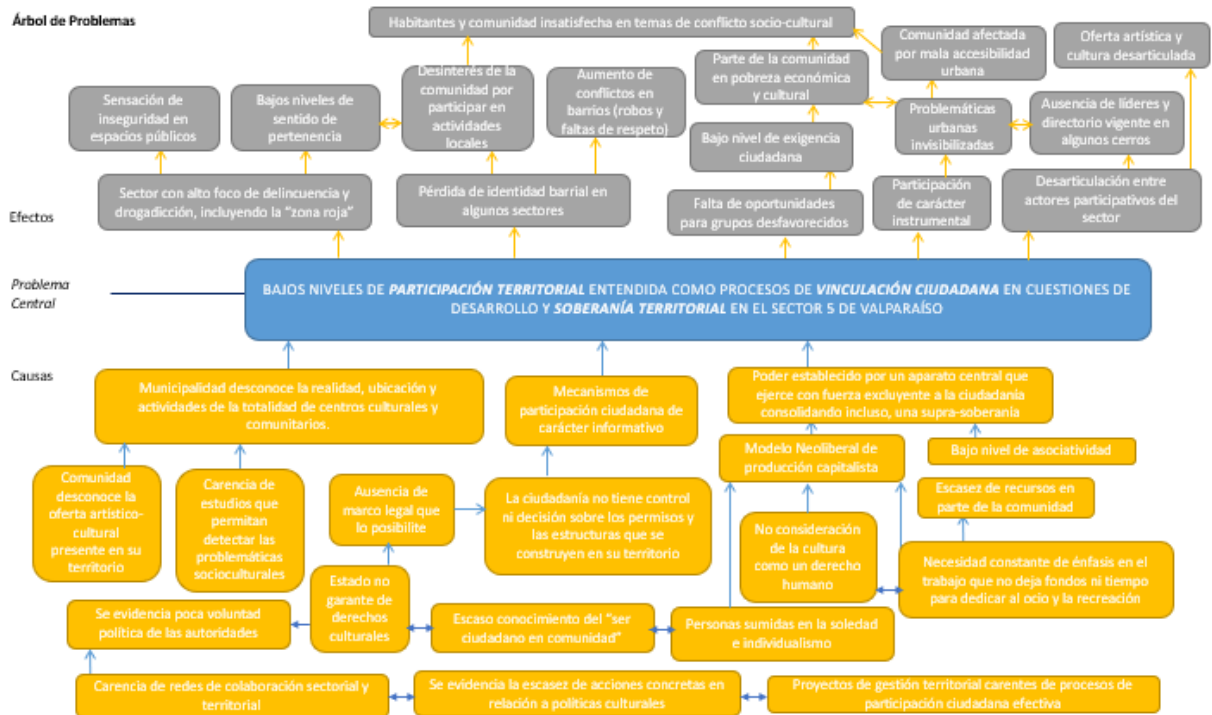 Árbol de Problemas
Habitantes y comunidad insatisfecha en temas de conflicto socio-cultural
Comunidad afectada
por mala accesibilidad
urbana
Oferta artística y
cultura desarticulada
Sensación de
inseguridad en
espacios públicos
Bajos niveles de
sentido de
pertenencia
Desinterés de la
comunidad por
participar en
actividades
locales
Aumento de
conflictos en
barrios (robos y
faltas de respeto)
Parte de la comunidad
en pobreza económica
y cultural
Bajo nivel de exigencia
ciudadana
Problemáticas
urbanas
invisibilizadas
Ausencia de líderes y
directorio vigente en
algunos cerros
Efectos
Sector con alto foco de delincuencia y
drogadicción, incluyendo la "zona roja"
Pérdida de identidad barrial en
algunos sectores
Falta de oportunidades
para grupos desfavorecidos
Participación
de carácter
instrumental
Desarticulación entre
actores participativos del
sector
Problema
Central
BAJOS NIVELES DE PARTICIPACIÓN TERRITORIAL ENTENDIDA COMO PROCESOS DE VINCULACIÓN CIUDADANA EN CUESTIONES DE
DESARROLLO Y SOBERANÍA TERRITORIAL EN EL SECTOR 5 DE VALPARAÍSO
Causas
Municipalidad desconoce la realidad, ubicación y
actividades de la totalidad de centros culturales y
comunitarios.
Mecanismos de
participación ciudadana de
carácter informativo
Poder establecido por un aparato central que
ejerce con fuerza excluyente a la ciudadanía
consolidando incluso, una supra-soberanía
Modelo Neoliberal de
producción capitalista
Bajo nivel de asociatividad
Comunidad
desconoce la
oferta artístico-
cultural
presente en su
territorio
Carencia de
estudios que
permitan
detectar las
problemáticas
socioculturales
Ausencia de
marco legal que
lo posibilite
La ciudadanía no tiene control
ni decisión sobre los permisos y
las estructuras que se
construyen en su territorio
No consideración
de la cultura
como un derecho
humano
Escasez de recursos en
parte de la comunidad
Necesidad constante de énfasis en el
trabajo que no deja fondos ni tiempo
para dedicar al ocio y la recreación
Se evidencia poca voluntad
política de las autoridades
Estado no
garante de
derechos
culturales
Escaso conocimiento del "ser
ciudadano en comunidad"
Personas sumidas en la soledad
e individualismo
Carencia de redes de colaboración sectorial y
territorial
Se evidencia la escasez de acciones concretas en
relación a políticas culturales
Proyectos de gestión territorial carentes de procesos de
participación ciudadana efectiva